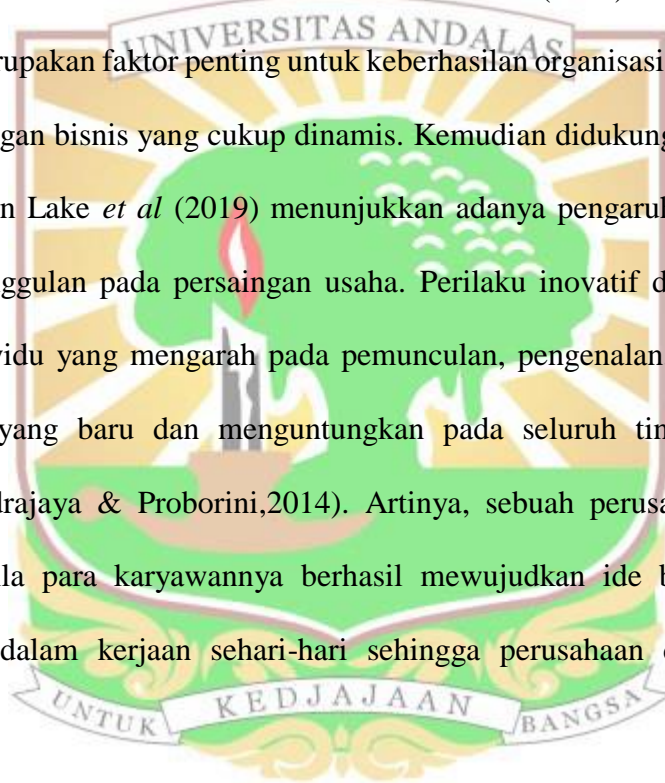 UNIVERSITAS ANDALAS
rupakan faktor penting untuk keberhasilan organisasi
gan bisnis yang cukup dinamis. Kemudian didukung
n Lake et al (2019) menunjukkan adanya pengaruh
ggulan pada persaingan usaha. Perilaku inovatif d
vidu yang mengarah pada pemunculan, pengenalan
yang baru dan menguntungkan pada seluruh tin
drajaya & Proborini,2014). Artinya, sebuah perusa
ila para karyawannya berhasil mewujudkan ide b
dalam kerjaan sehari-hari sehingga perusahaan
UNTUK KEDJAJAAN BANGSA